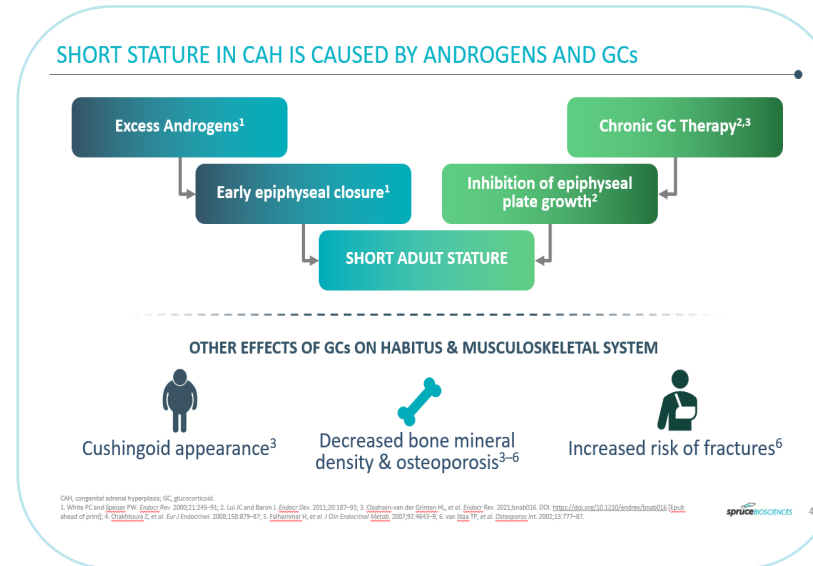 SHORT STATURE IN CAH IS CAUSED BY ANDROGENS AND GCs
Excess Androgens1
Chronic GC Therapy2,3
Early epiphyseal closure1
Inhibition of epiphyseal
plate growth2
SHORT ADULT STATURE
OTHER EFFECTS OF GCs ON HABITUS & MUSCULOSKELETAL SYSTEM
Cushingoid appearance3
Decreased bone mineral
density & osteoporosis3–6
Increased risk of fractures6
CAH, congenital adrenal hyperplasia; GC, glucocorticoid.
1. White PC and Speiser PW. Endocr Rev. 2000;21:245–91; 2. Lui JC and Baron J. Endocr Dev. 2011;20:187–93; 3. Claahsen-van der Grinten HL, et al. Endocr Rev. 2021;bnab016. DOI: https://doi.org/10.1210/endrev/bnab016 [Epub
ahead of print]; 4. Chakhtoura Z, et al. Eur J Endocrinol. 2008;158:879–87; 5. Falhammar H, et al. J Clin Endocrinol Metab. 2007;92:4643–9; 6. van Staa TP, et al. Osteoporos Int. 2002;13:777–87.
spruce BIOSCIENCES
4